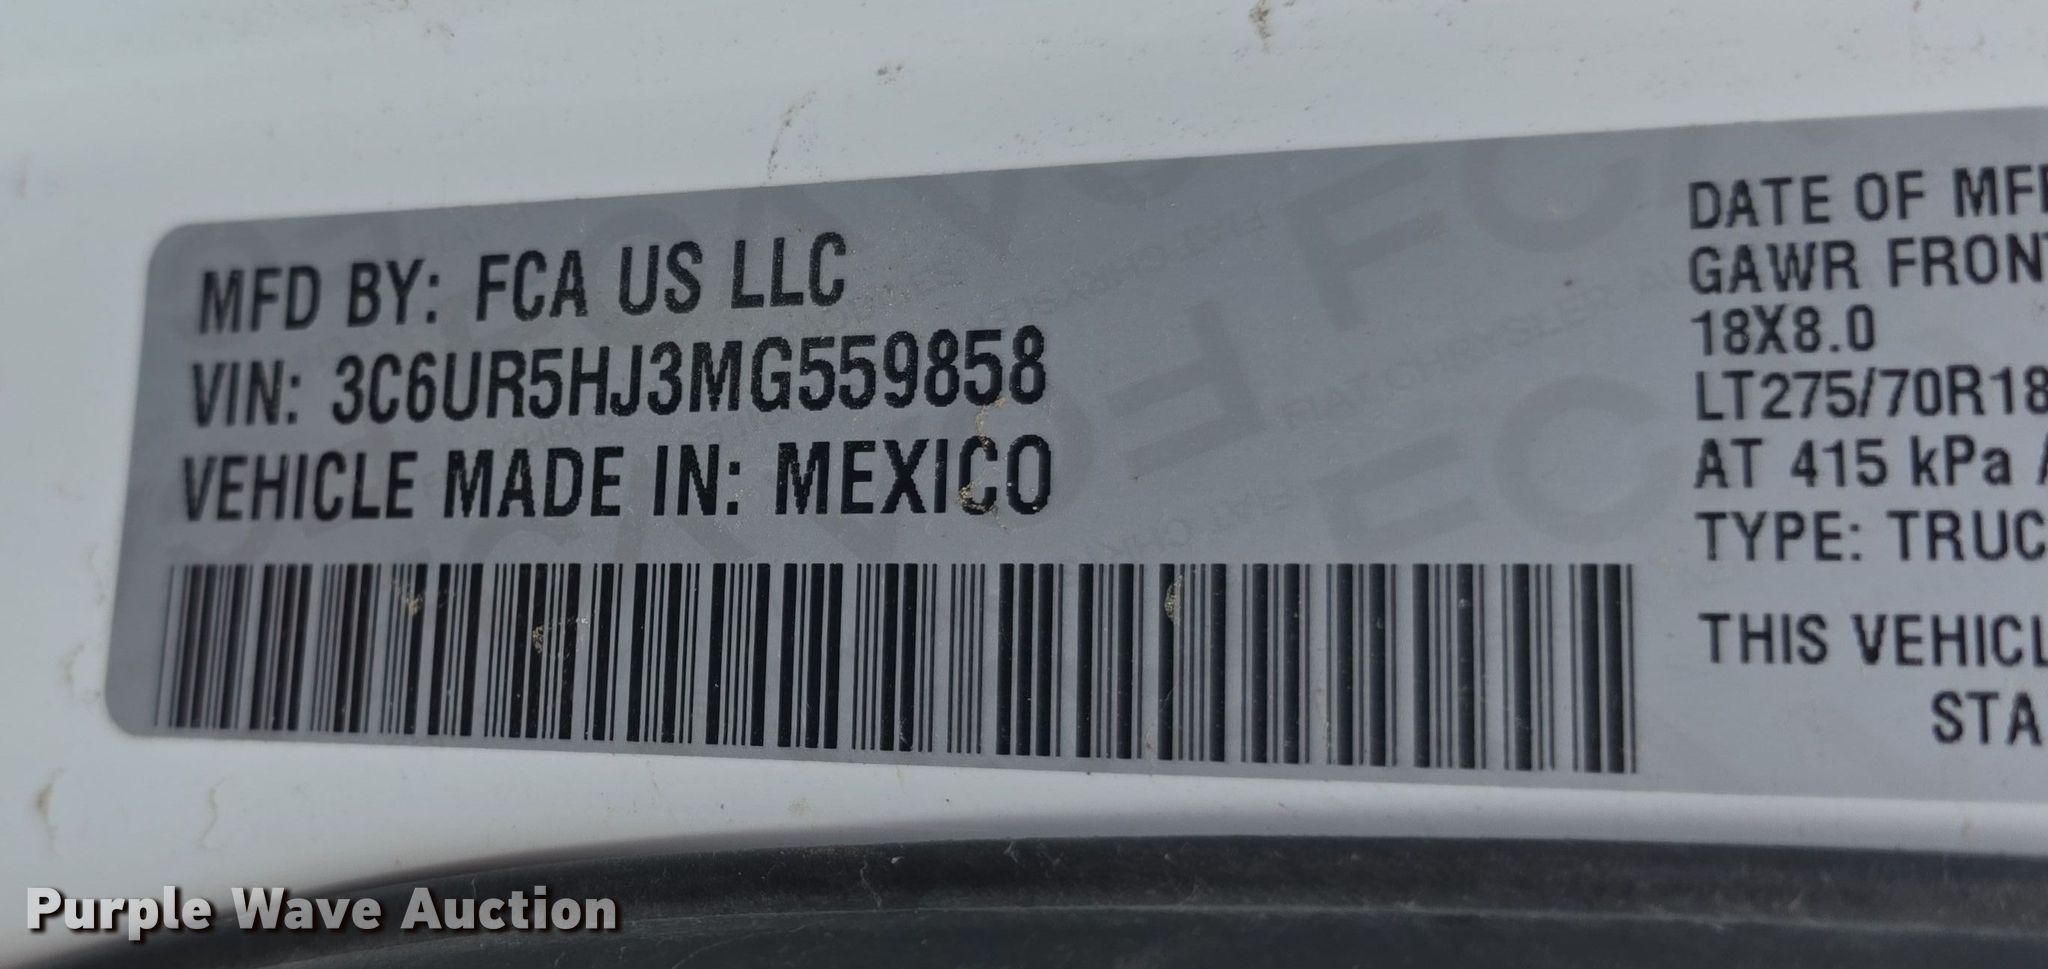 MFD BY: FCA US LLC
VIN: 3C6UR5HJ3MG559858
VEHICLE MADE IN: MEXICO
DATE OF MF
GAWR FRON
18X8.0
LT275/70R18
AT 415 kPa
TYPE: TRUC
THIS VEHICL
STA
Purple Wave Auction